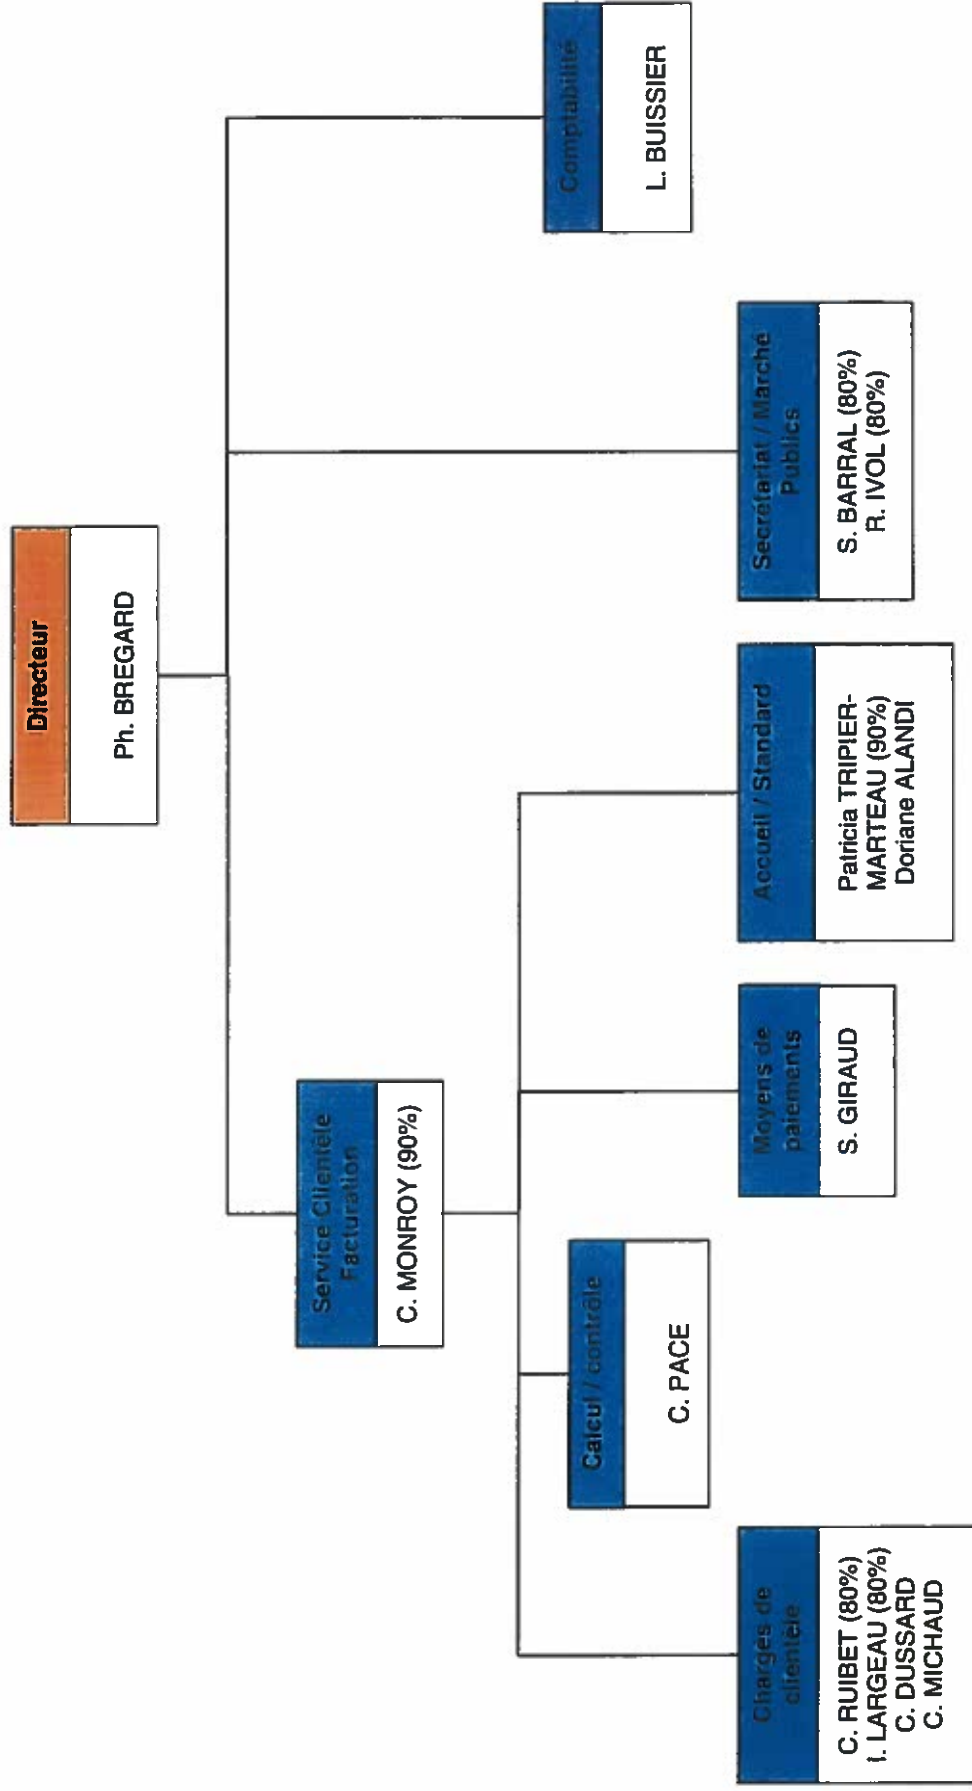 Directeur
Ph. BREGARD
Service Clientèle
Facturation
C. MONROY (90%)
Comptabilité
L. BUISSIER
Chargés de
clientèle
C. RUIBET (80%)
I. LARGEAU (80%)
C. DUSSARD
C. MICHAUD
Calcul / contrôle
C. PACE
Moyens de
paiements
S. GIRAUD
Accueil / Standard
Patricia TRIPIER-
MARTEAU (90%)
Doriane ALANDI
Secrétariat / Marché
Publics
S. BARRAL (80%)
R. IVOL (80%)